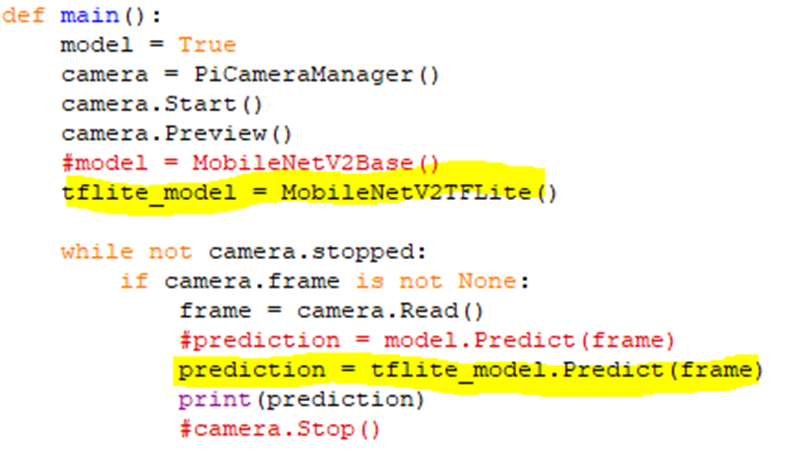 def main():
    model = True
    camera = PiCameraManager()
    camera.Start()
    camera.Preview()
    #model = MobileNetV2Base()
    tflite_model = MobileNetV2TFLite()

    while not camera.stopped:
        if camera.frame is not None:
            frame = camera.Read()
            #prediction = model.Predict(frame)
            prediction = tflite_model.Predict(frame)
            print(prediction)
            #camera.Stop()